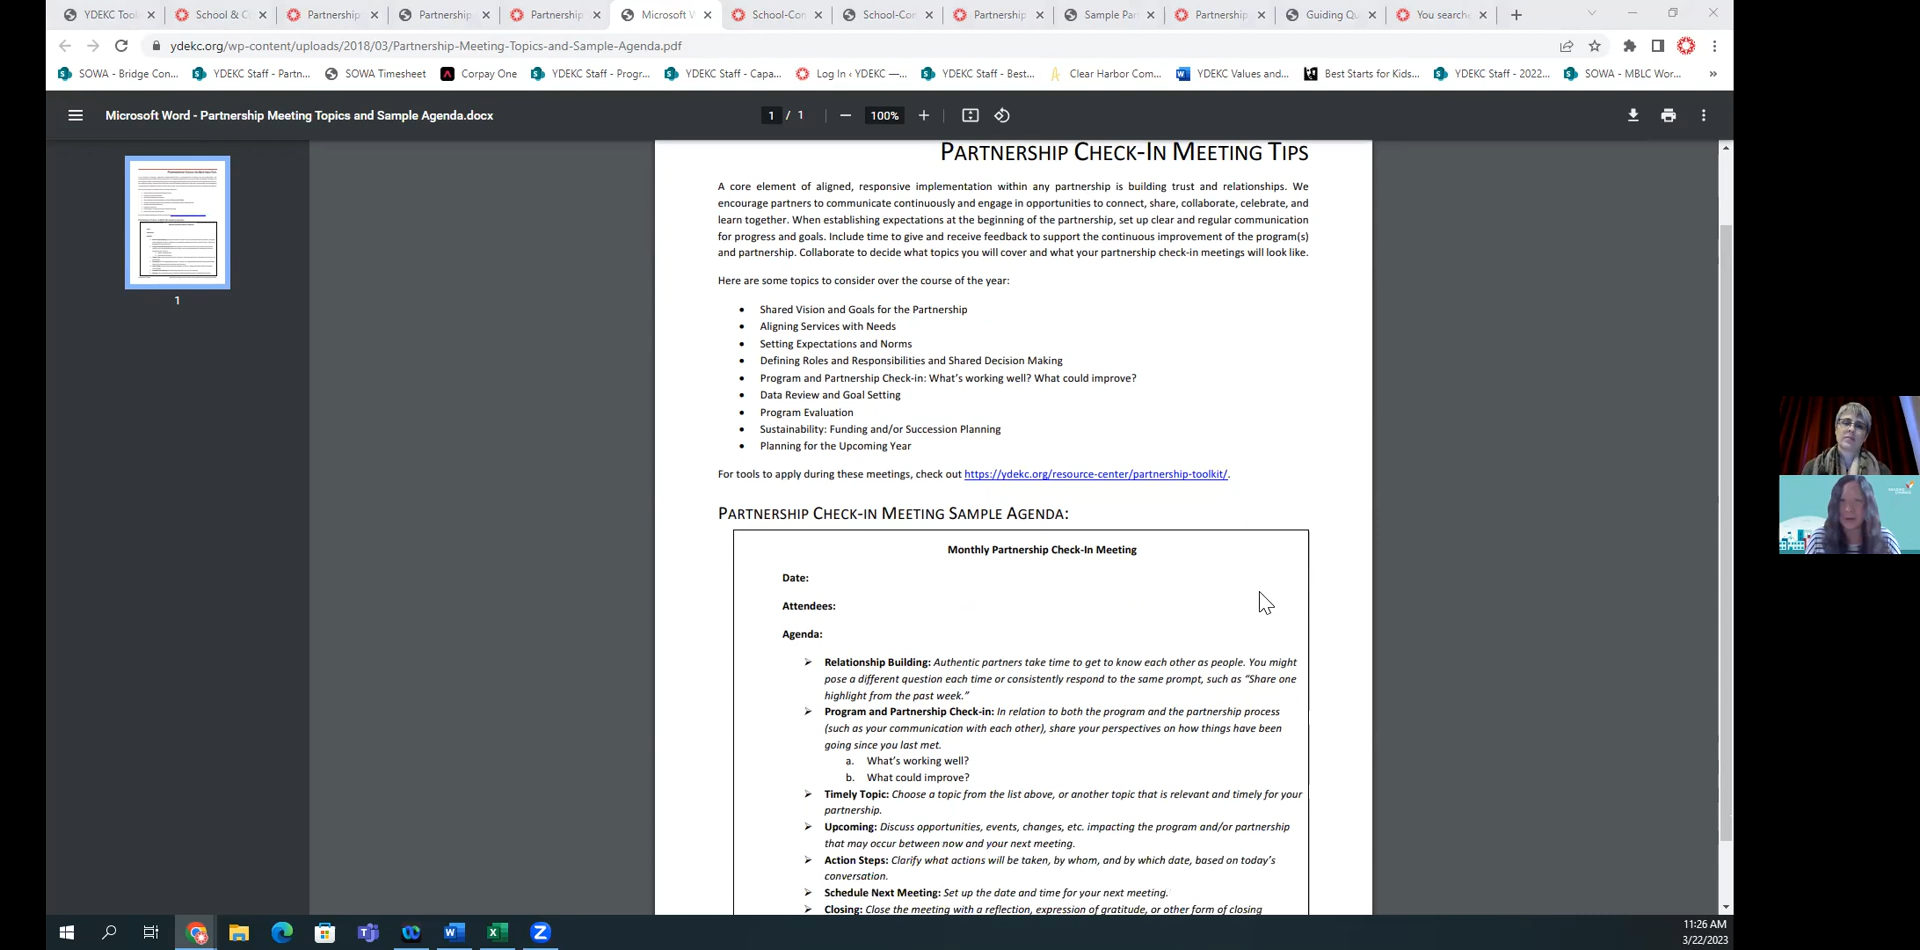 YDEKC Too
School & C
Partnership
Partnership
Partnership
Microsoft W
School-Con
School-Con
Partnership
Sample Par
Partnership
Guiding Qu
You search
ydekc.org/wp-content/uploads/2018/03/Partnership-Meeting-Topics-and-Sample-Agenda.pdf
SOWA - Bridge Con...
YDEKC Staff - Partn...
SOWA Timesheet
Corpay One
YDEKC Staff - Progr...
YDEKC Staff - Capa...
Log In ‹ YDEKC —...
YDEKC Staff - Best...
Clear Harbor Com...
YDEKC Values and...
Best Starts for Kids...
YDEKC Staff - 2022...
SOWA - MBLC Wor...
»
Microsoft Word - Partnership Meeting Topics and Sample Agenda.docx
1 / 1
100%
1
PARTNERSHIP CHECK-IN MEETING TIPS
A core element of aligned, responsive implementation within any partnership is building trust and relationships. We
encourage partners to communicate continuously and engage in opportunities to connect, share, collaborate, celebrate, and
learn together. When establishing expectations at the beginning of the partnership, set up clear and regular communication
for progress and goals. Include time to give and receive feedback to support the continuous improvement of the program(s)
and partnership. Collaborate to decide what topics you will cover and what your partnership check-in meetings will look like.
Here are some topics to consider over the course of the year:
• Shared Vision and Goals for the Partnership
• Aligning Services with Needs
• Setting Expectations and Norms
• Defining Roles and Responsibilities and Shared Decision Making
• Program and Partnership Check-in: What's working well? What could improve?
• Data Review and Goal Setting
• Program Evaluation
• Sustainability: Funding and/or Succession Planning
• Planning for the Upcoming Year
For tools to apply during these meetings, check out https://ydekc.org/resource-center/partnership-toolkit/.
PARTNERSHIP CHECK-IN MEETING SAMPLE AGENDA:
Monthly Partnership Check-In Meeting
Date:
Attendees:
Agenda:
➢ Relationship Building: Authentic partners take time to get to know each other as people. You might
pose a different question each time or consistently respond to the same prompt, such as "Share one
highlight from the past week."
➢ Program and Partnership Check-in: In relation to both the program and the partnership process
(such as your communication with each other), share your perspectives on how things have been
going since you last met.
a. What's working well?
b. What could improve?
➢ Timely Topic: Choose a topic from the list above, or another topic that is relevant and timely for your
partnership.
➢ Upcoming: Discuss opportunities, events, changes, etc. impacting the program and/or partnership
that may occur between now and your next meeting.
➢ Action Steps: Clarify what actions will be taken, by whom, and by which date, based on today's
conversation.
➢ Schedule Next Meeting: Set up the date and time for your next meeting.
➢ Closing: Close the meeting with a reflection, expression of gratitude, or other form of closing
11:26 AM
3/22/2023